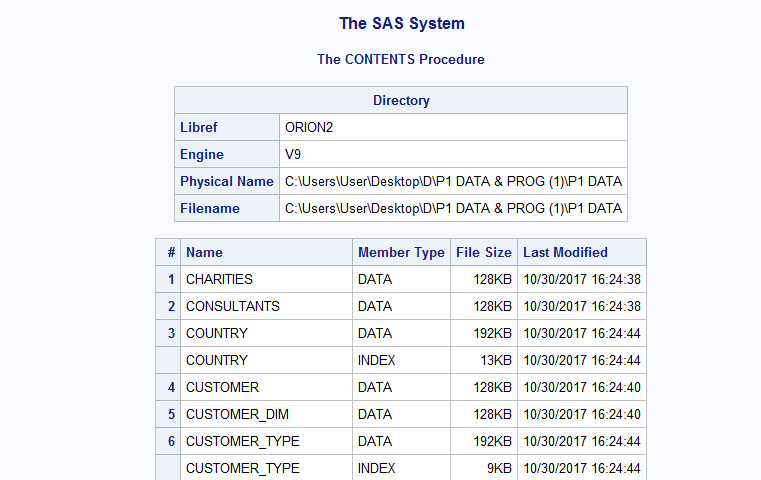 The SAS System
The CONTENTS Procedure
Directory
Libref ORION2
Engine V9
Physical Name C:\Users\User\Desktop\D\P1 DATA & PROG (1)\P1 DATA
Filename C:\Users\User\Desktop\D\P1 DATA & PROG (1)\P1 DATA
# Name Member Type File Size Last Modified
1 CHARITIES DATA 128KB 10/30/2017 16:24:38
2 CONSULTANTS DATA 128KB 10/30/2017 16:24:38
3 COUNTRY DATA 192KB 10/30/2017 16:24:44
COUNTRY INDEX 13KB 10/30/2017 16:24:44
4 CUSTOMER DATA 128KB 10/30/2017 16:24:40
5 CUSTOMER_DIM DATA 128KB 10/30/2017 16:24:40
6 CUSTOMER_TYPE DATA 192KB 10/30/2017 16:24:44
CUSTOMER_TYPE INDEX 9KB 10/30/2017 16:24:44